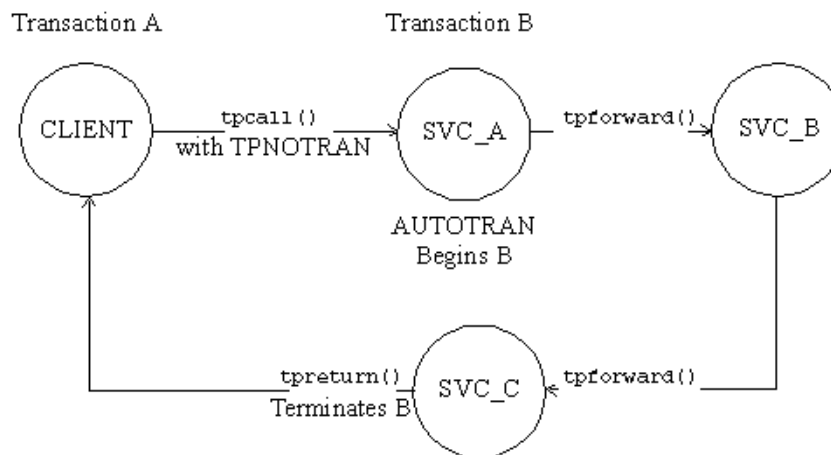 Transaction A
Transaction B
CLIENT
tpcall()
with TPNOTRAN
SVC_A
tpforward()
SVC_B
AUTOTRAN
Begins B
tpreturn()
Terminates B
SVC_C
tpforward()